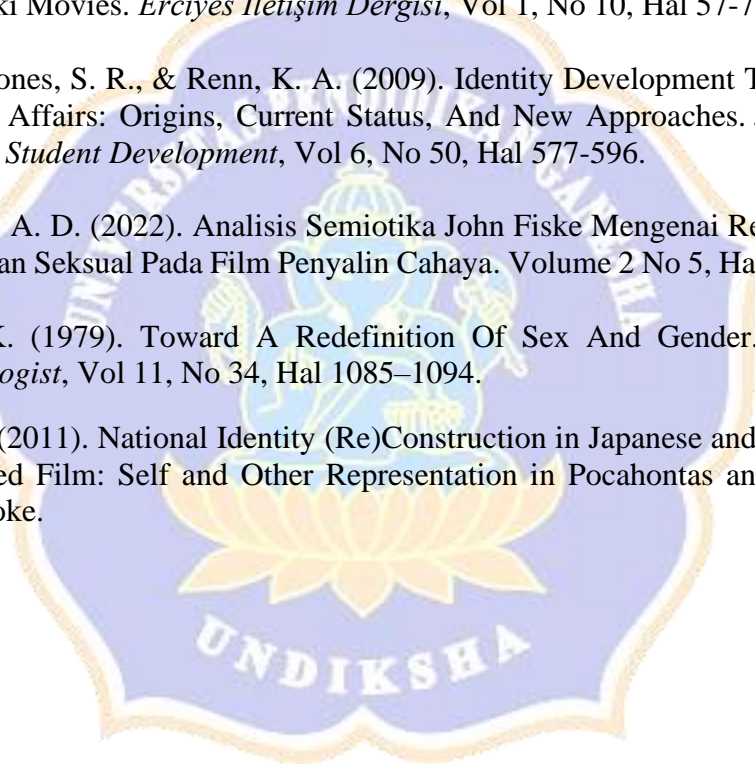 ki Movies. Erciyes İletişim Dergisi, Vol 1, No 10, Hal 57-7
ones, S. R., & Renn, K. A. (2009). Identity Development T
Affairs: Origins, Current Status, And New Approaches.
Student Development, Vol 6, No 50, Hal 577-596.
A. D. (2022). Analisis Semiotika John Fiske Mengenai Re
an Seksual Pada Film Penyalin Cahaya. Volume 2 No 5, Ha
K. (1979). Toward A Redefinition Of Sex And Gender.
ogist, Vol 11, No 34, Hal 1085–1094.
(2011). National Identity (Re)Construction in Japanese and
ed Film: Self and Other Representation in Pocahontas an
oke.
UNIVERSITAS PENDIDIKAN GANESHA
UNDIKSHA